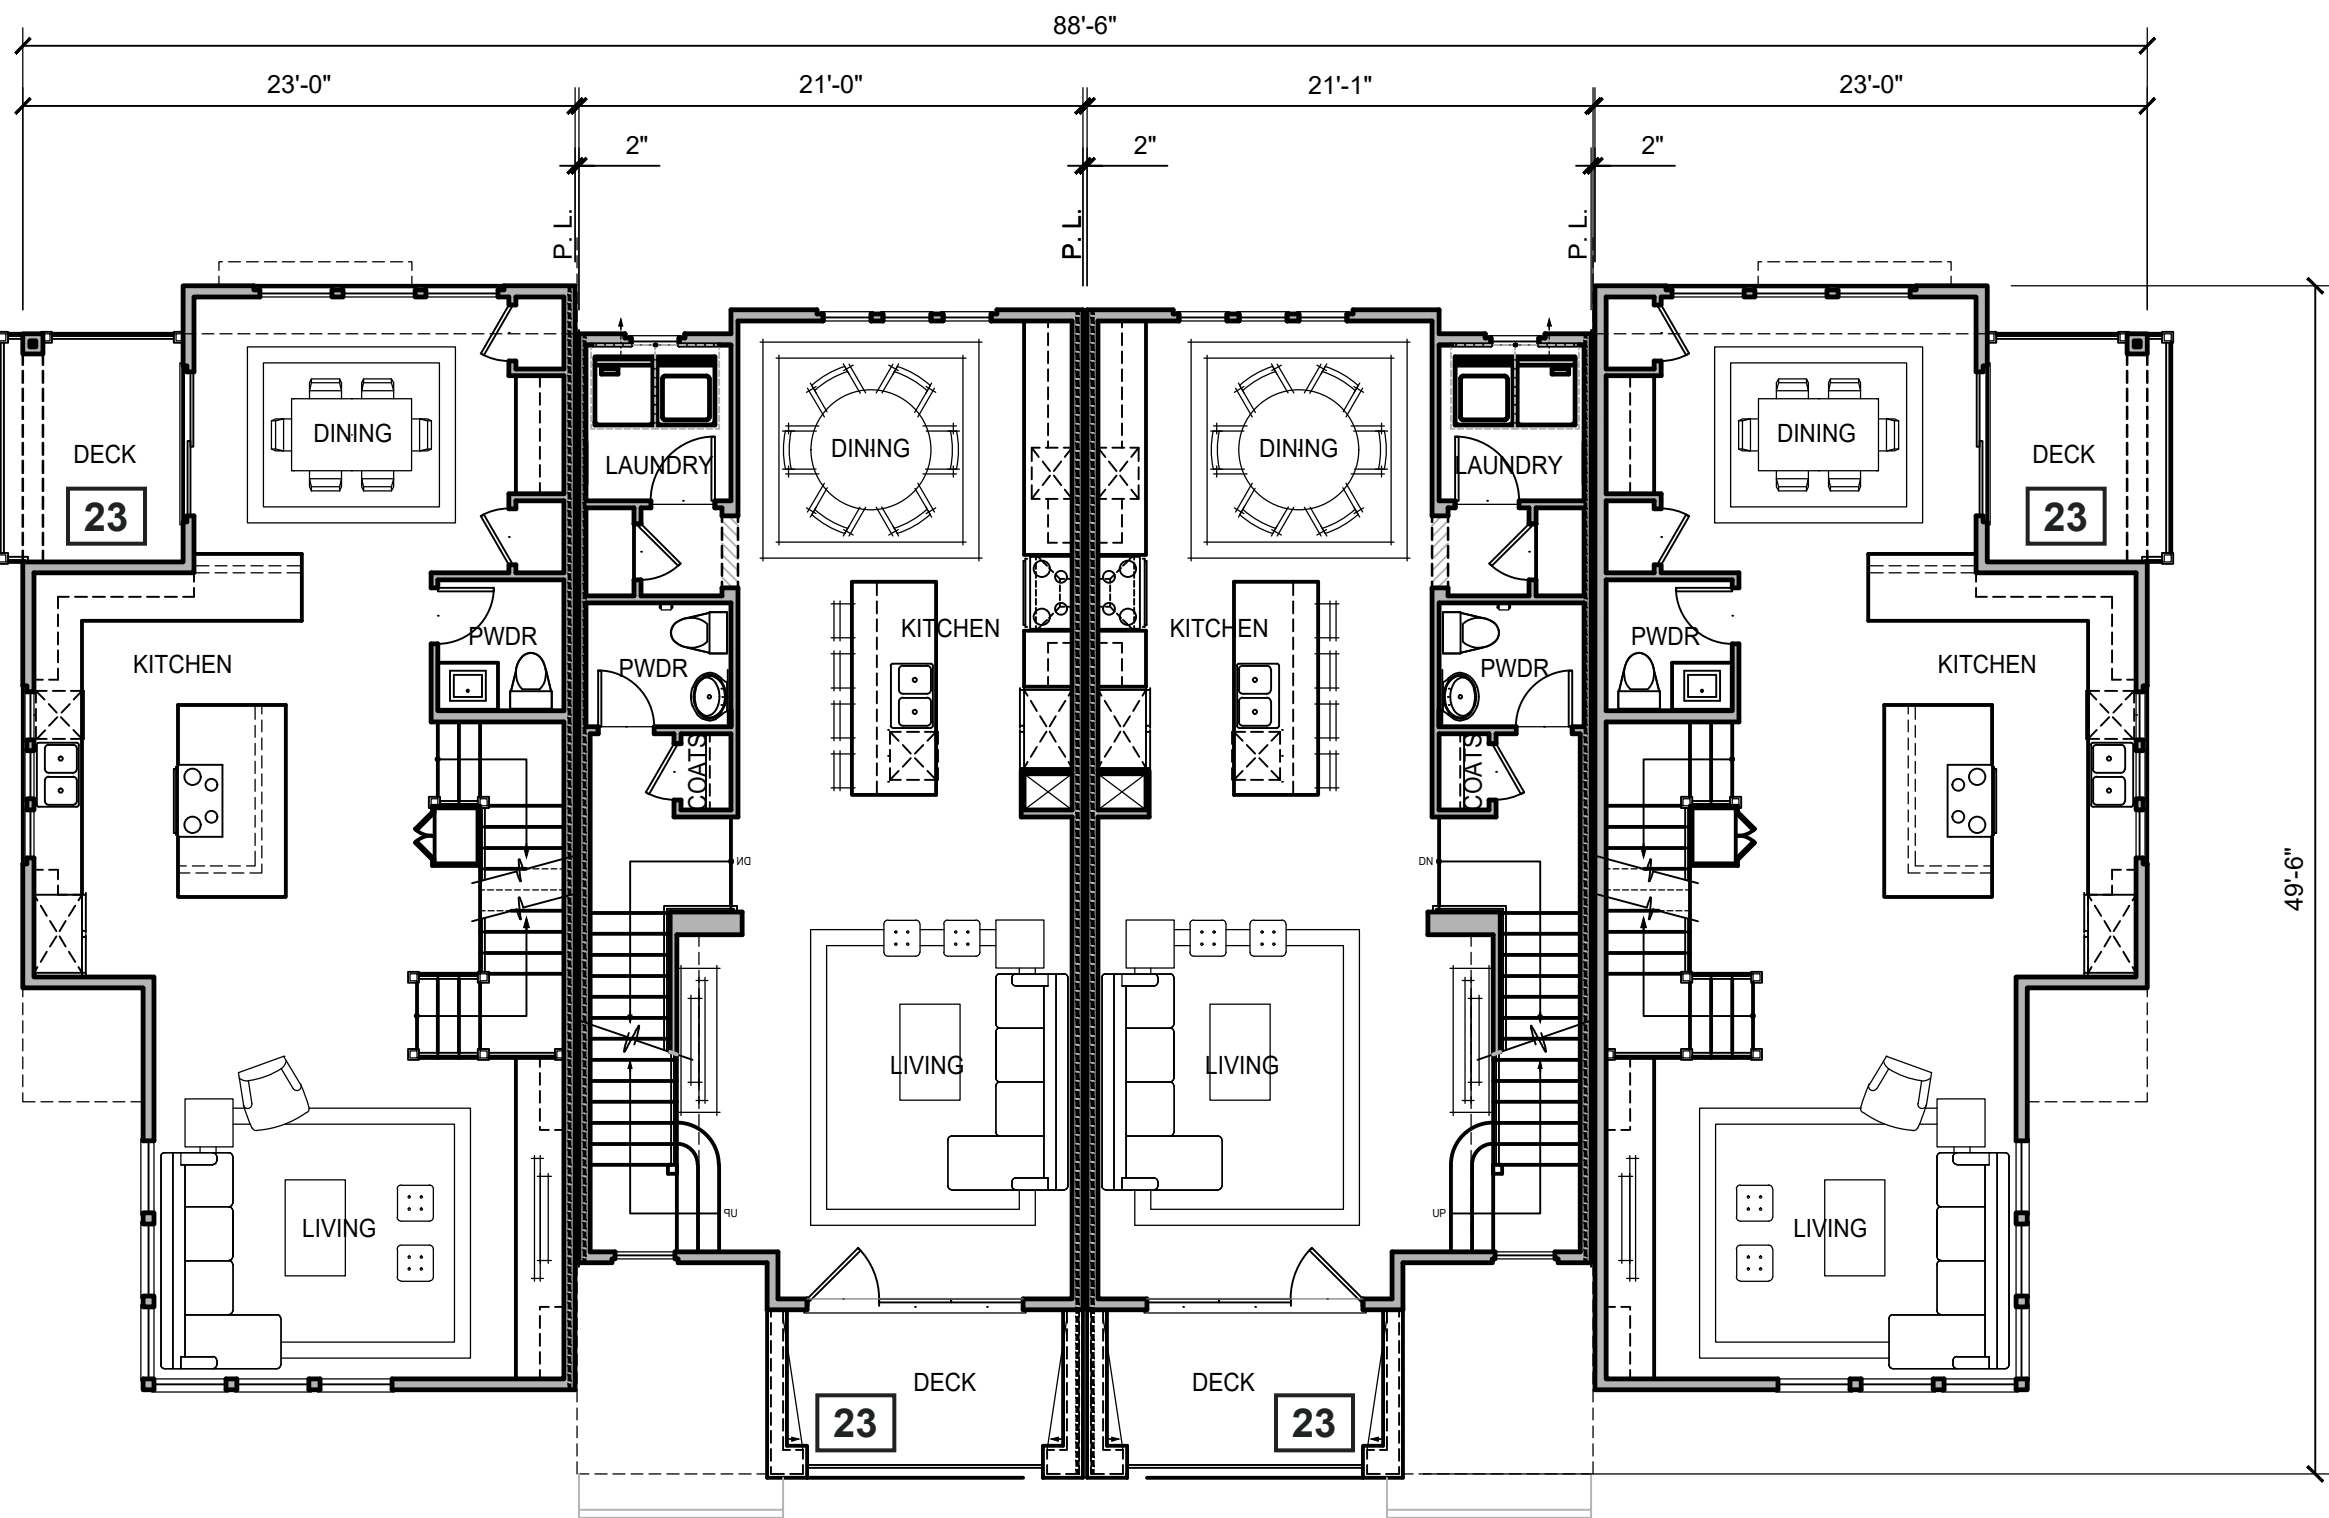 88'-6"
23'-0"
21'-0"
21'-1"
23'-0"
2"
2"
2"
P. L.
P. L.
P. L.
DINING
DINING
DINING
DINING
DECK
DECK
LAUNDRY
LAUNDRY
23
23
KITCHEN
KITCHEN
PWDR
PWDR
KITCHEN
PWDR
PWDR
KITCHEN
COATS
COATS
DN
DN
49'-6"
LIVING
LIVING
UP
UP
LIVING
LIVING
DECK
DECK
23
23